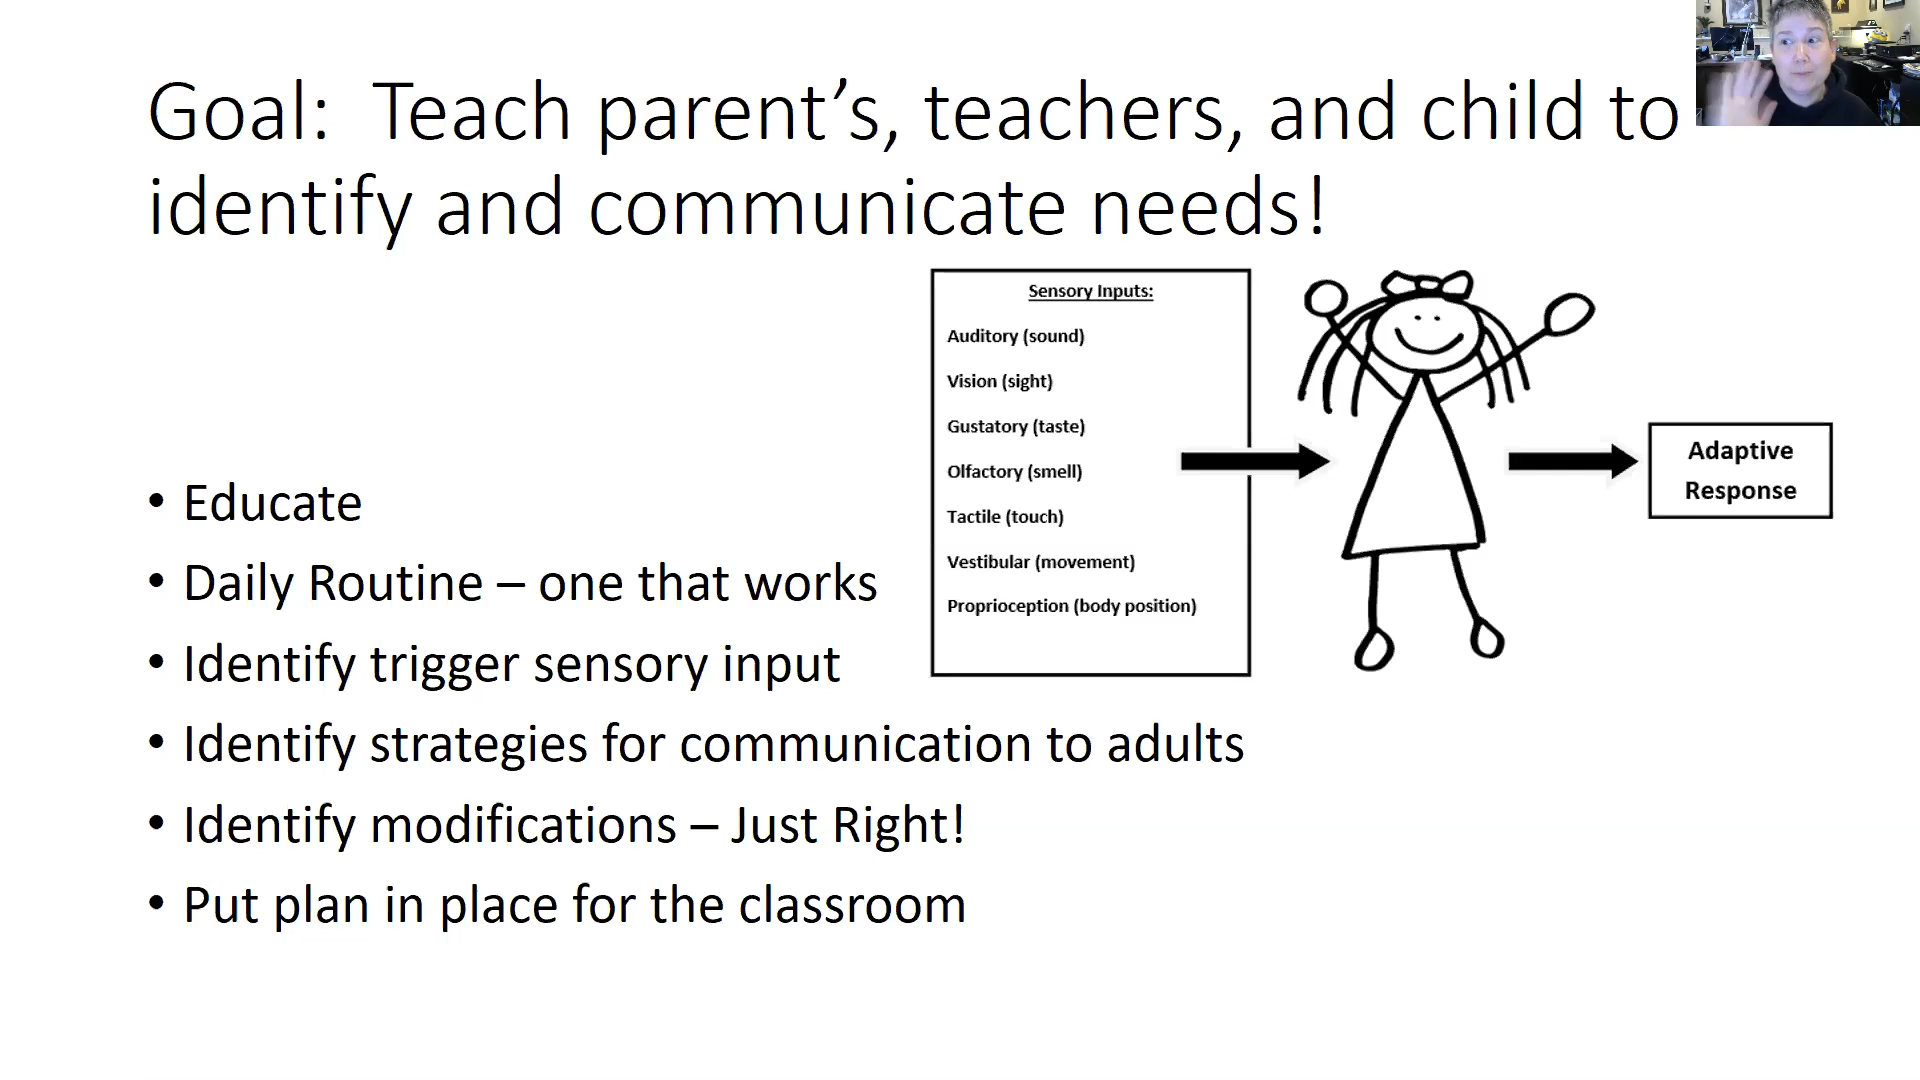 Goal:  Teach parent’s, teachers, and child to
identify and communicate needs!
Sensory Inputs:
Auditory (sound)
Vision (sight)
Gustatory (taste)
Olfactory (smell)
Tactile (touch)
Vestibular (movement)
Proprioception (body position)
Adaptive
Response
• Educate
• Daily Routine – one that works
• Identify trigger sensory input
• Identify strategies for communication to adults
• Identify modifications – Just Right!
• Put plan in place for the classroom